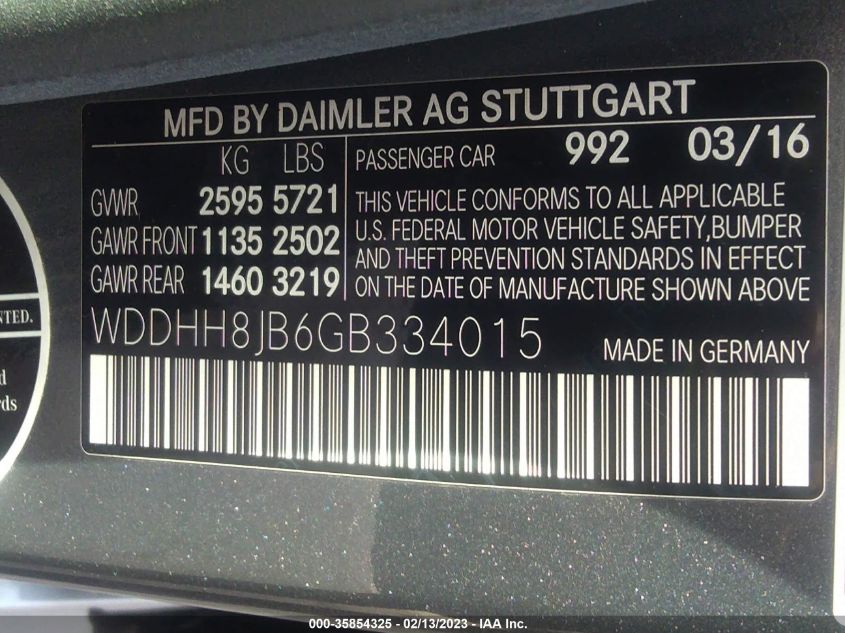 MFD BY DAIMLER AG STUTTGART
KG LBS
GVWR 2595 5721
GAWR FRONT 1135 2502
GAWR REAR 1460 3219
PASSENGER CAR 992 03/16
THIS VEHICLE CONFORMS TO ALL APPLICABLE
U.S. FEDERAL MOTOR VEHICLE SAFETY,BUMPER
AND THEFT PREVENTION STANDARDS IN EFFECT
ON THE DATE OF MANUFACTURE SHOWN ABOVE
WDDHH8JB6GB334015
MADE IN GERMANY
000-35854325 - 02/13/2023 - IAA Inc.